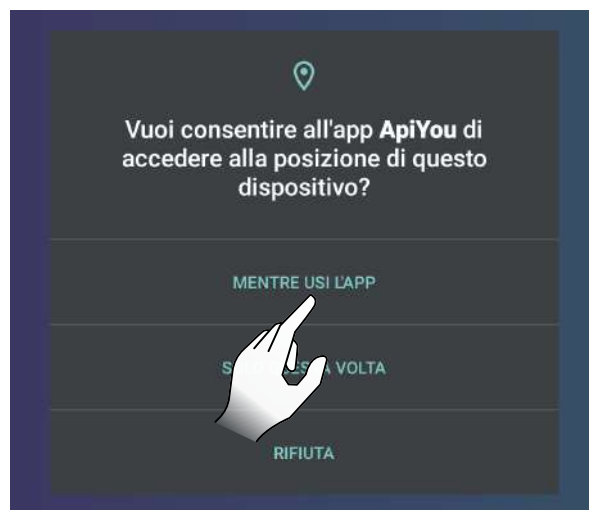 Vuoi consentire all'app ApiYou di
accedere alla posizione di questo
dispositivo?
MENTRE USI L'APP
VOLTA
RIFIUTA